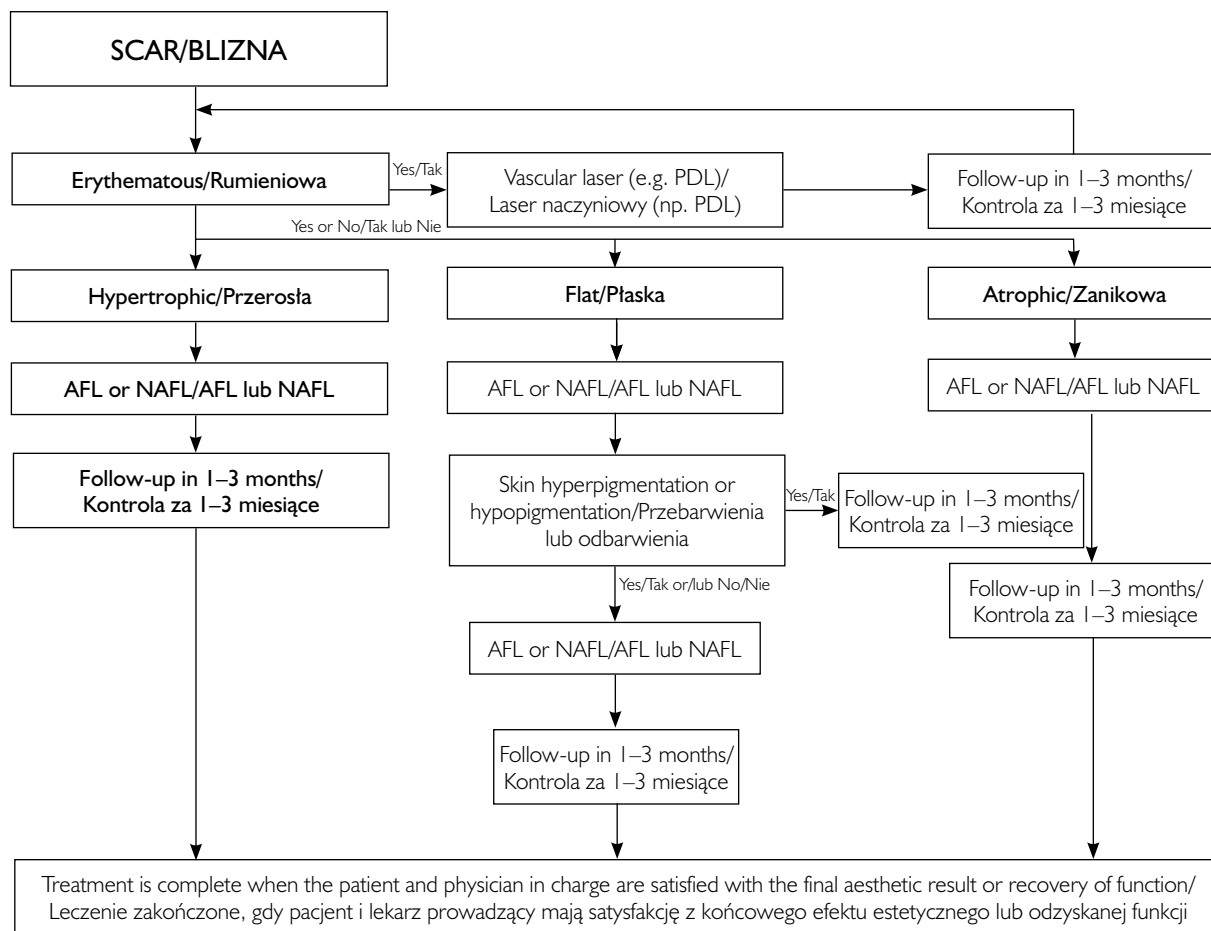 SCAR/BLIZNA
Erythematous/Rumieniowa
Yes/Tak
Vascular laser (e.g. PDL)/
Laser naczyniowy (np. PDL)
Follow-up in 1–3 months/
Kontrola za 1–3 miesiące
Yes or No/Tak lub Nie
Hypertrophic/Przerosła
Flat/Płaska
Atrophic/Zanikowa
AFL or NAFL/AFL lub NAFL
AFL or NAFL/AFL lub NAFL
AFL or NAFL/AFL lub NAFL
Follow-up in 1–3 months/
Kontrola za 1–3 miesiące
Skin hyperpigmentation or
hypopigmentation/Przebarwienia
lub odbarwienia
Yes/Tak
Follow-up in 1–3 months/
Kontrola za 1–3 miesiące
Follow-up in 1–3 months/
Kontrola za 1–3 miesiące
Yes/Tak or/lub No/Nie
AFL or NAFL/AFL lub NAFL
Follow-up in 1–3 months/
Kontrola za 1–3 miesiące
Treatment is complete when the patient and physician in charge are satisfied with the final aesthetic result or recovery of function/
Leczenie zakończone, gdy pacjent i lekarz prowadzący mają satysfakcję z końcowego efektu estetycznego lub odzyskanej funkcji